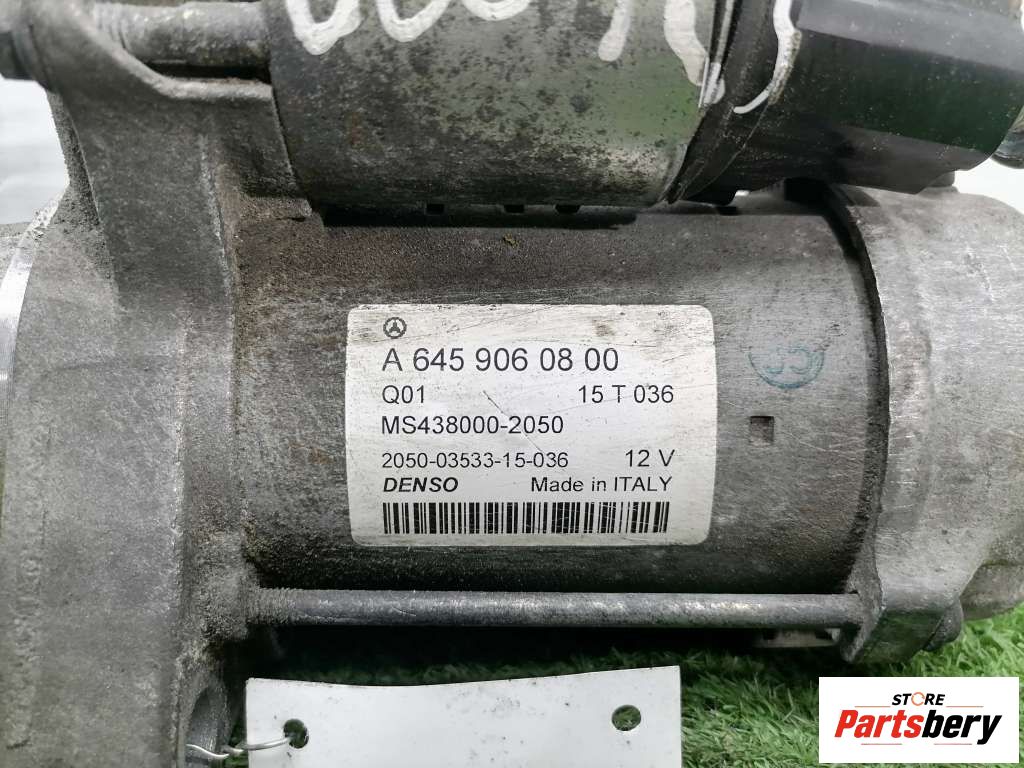 A 645 906 08 00
Q01 15 T 036
MS438000-2050
2050-03533-15-036 12 V
DENSO Made in ITALY
STORE
Partsbery